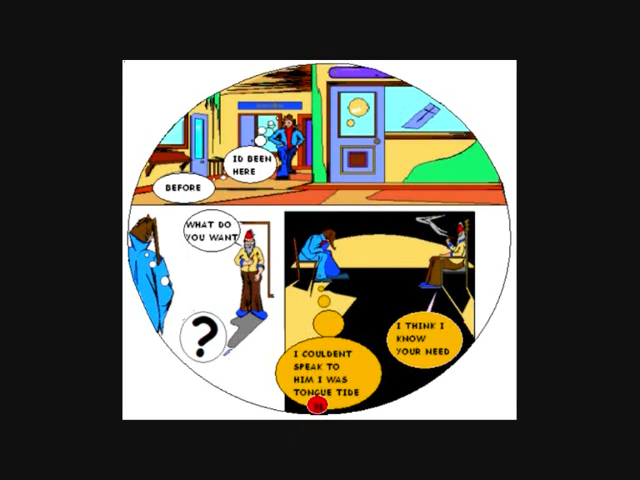 ID BEEN
HERE
BEFORE
WHAT DO
YOU WANT
?
I THINK I
KNOW
YOUR NEED
I COULDENT
SPEAK TO
HIM I WAS
TONGUE TIDE